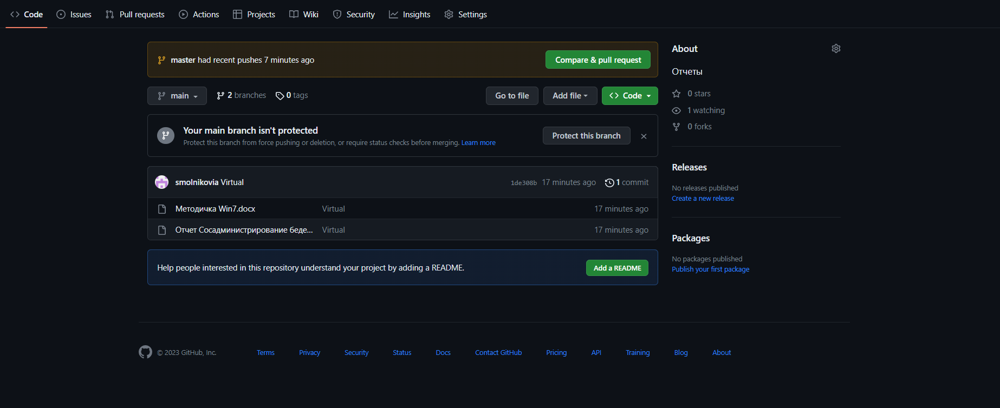 Code Issues Pull requests Actions Projects Wiki Security Insights Settings
master had recent pushes 7 minutes ago Compare & pull request
main 2 branches 0 tags Go to file Add file Code
Your main branch isn't protected
Protect this branch from force pushing or deletion, or require status checks before merging. Learn more
Protect this branch
smolnikovia Virtual 1de308b 17 minutes ago 1 commit
Методичка Win7.docx Virtual 17 minutes ago
Отчет Сосадминистрирование беде... Virtual 17 minutes ago
Help people interested in this repository understand your project by adding a README. Add a README
About
Отчеты
0 stars
1 watching
0 forks
Releases
No releases published
Create a new release
Packages
No packages published
Publish your first package
© 2023 GitHub, Inc. Terms Privacy Security Status Docs Contact GitHub Pricing API Training Blog About